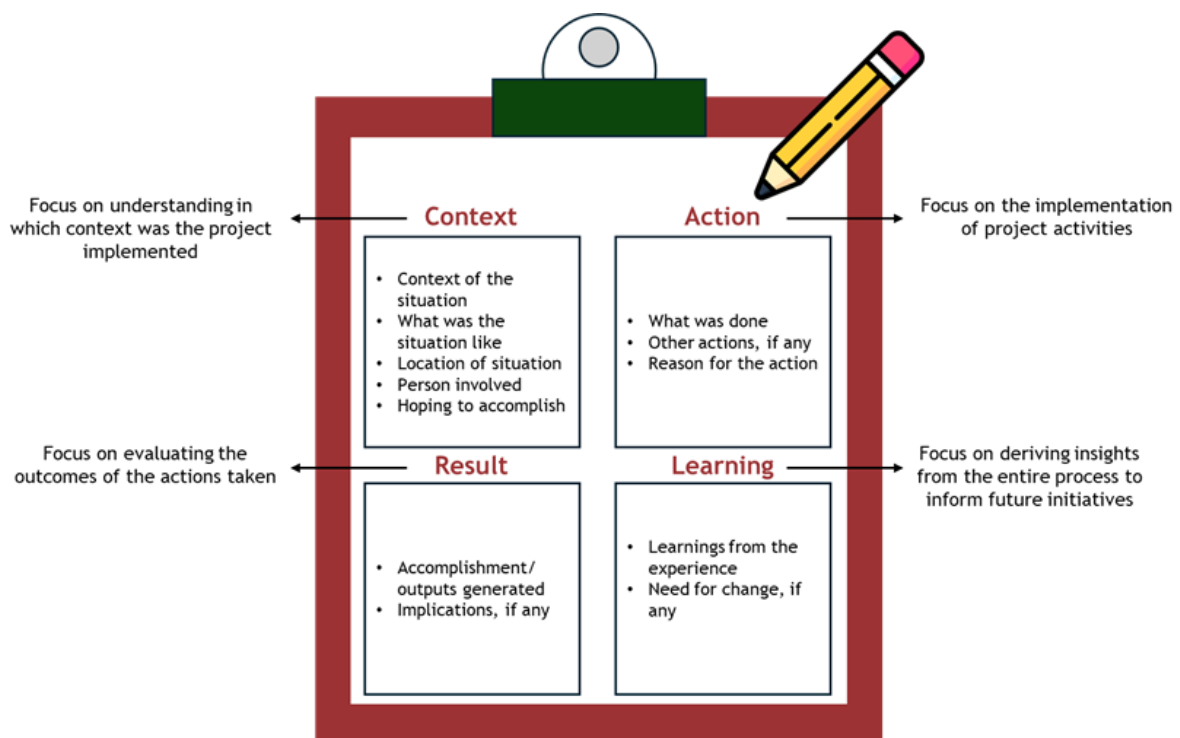 Focus on understanding in
which context was the project
implemented
Context
• Context of the
situation
• What was the
situation like
• Location of situation
• Person involved
• Hoping to accomplish
Action
Focus on the implementation
of project activities
• What was done
• Other actions, if any
• Reason for the action
Focus on evaluating the
outcomes of the actions taken
Result
• Accomplishment/
outputs generated
• Implications, if any
Learning
Focus on deriving insights
from the entire process to
inform future initiatives
• Learnings from the
experience
• Need for change, if
any